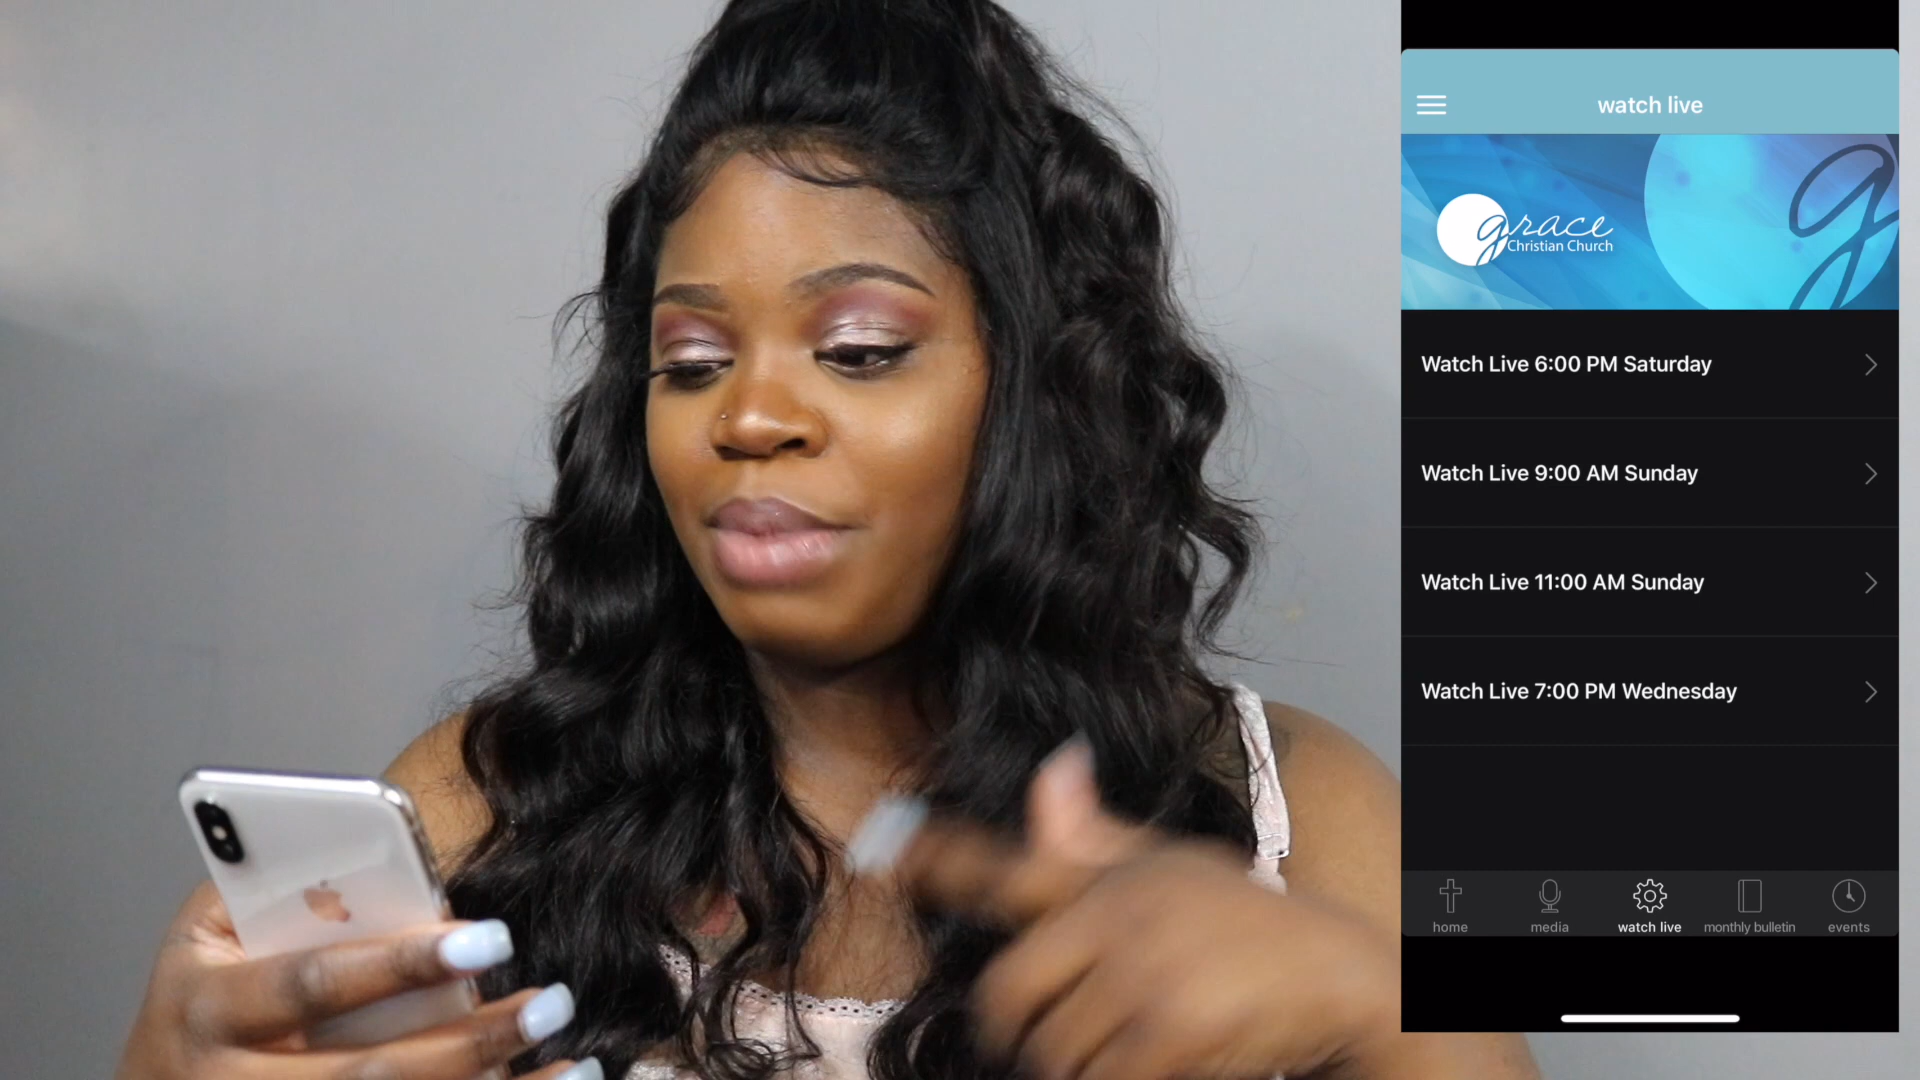 watch live
grace
Christian Church
g
Watch Live 6:00 PM Saturday
Watch Live 9:00 AM Sunday
Watch Live 11:00 AM Sunday
Watch Live 7:00 PM Wednesday
home media watch live monthly bulletin events